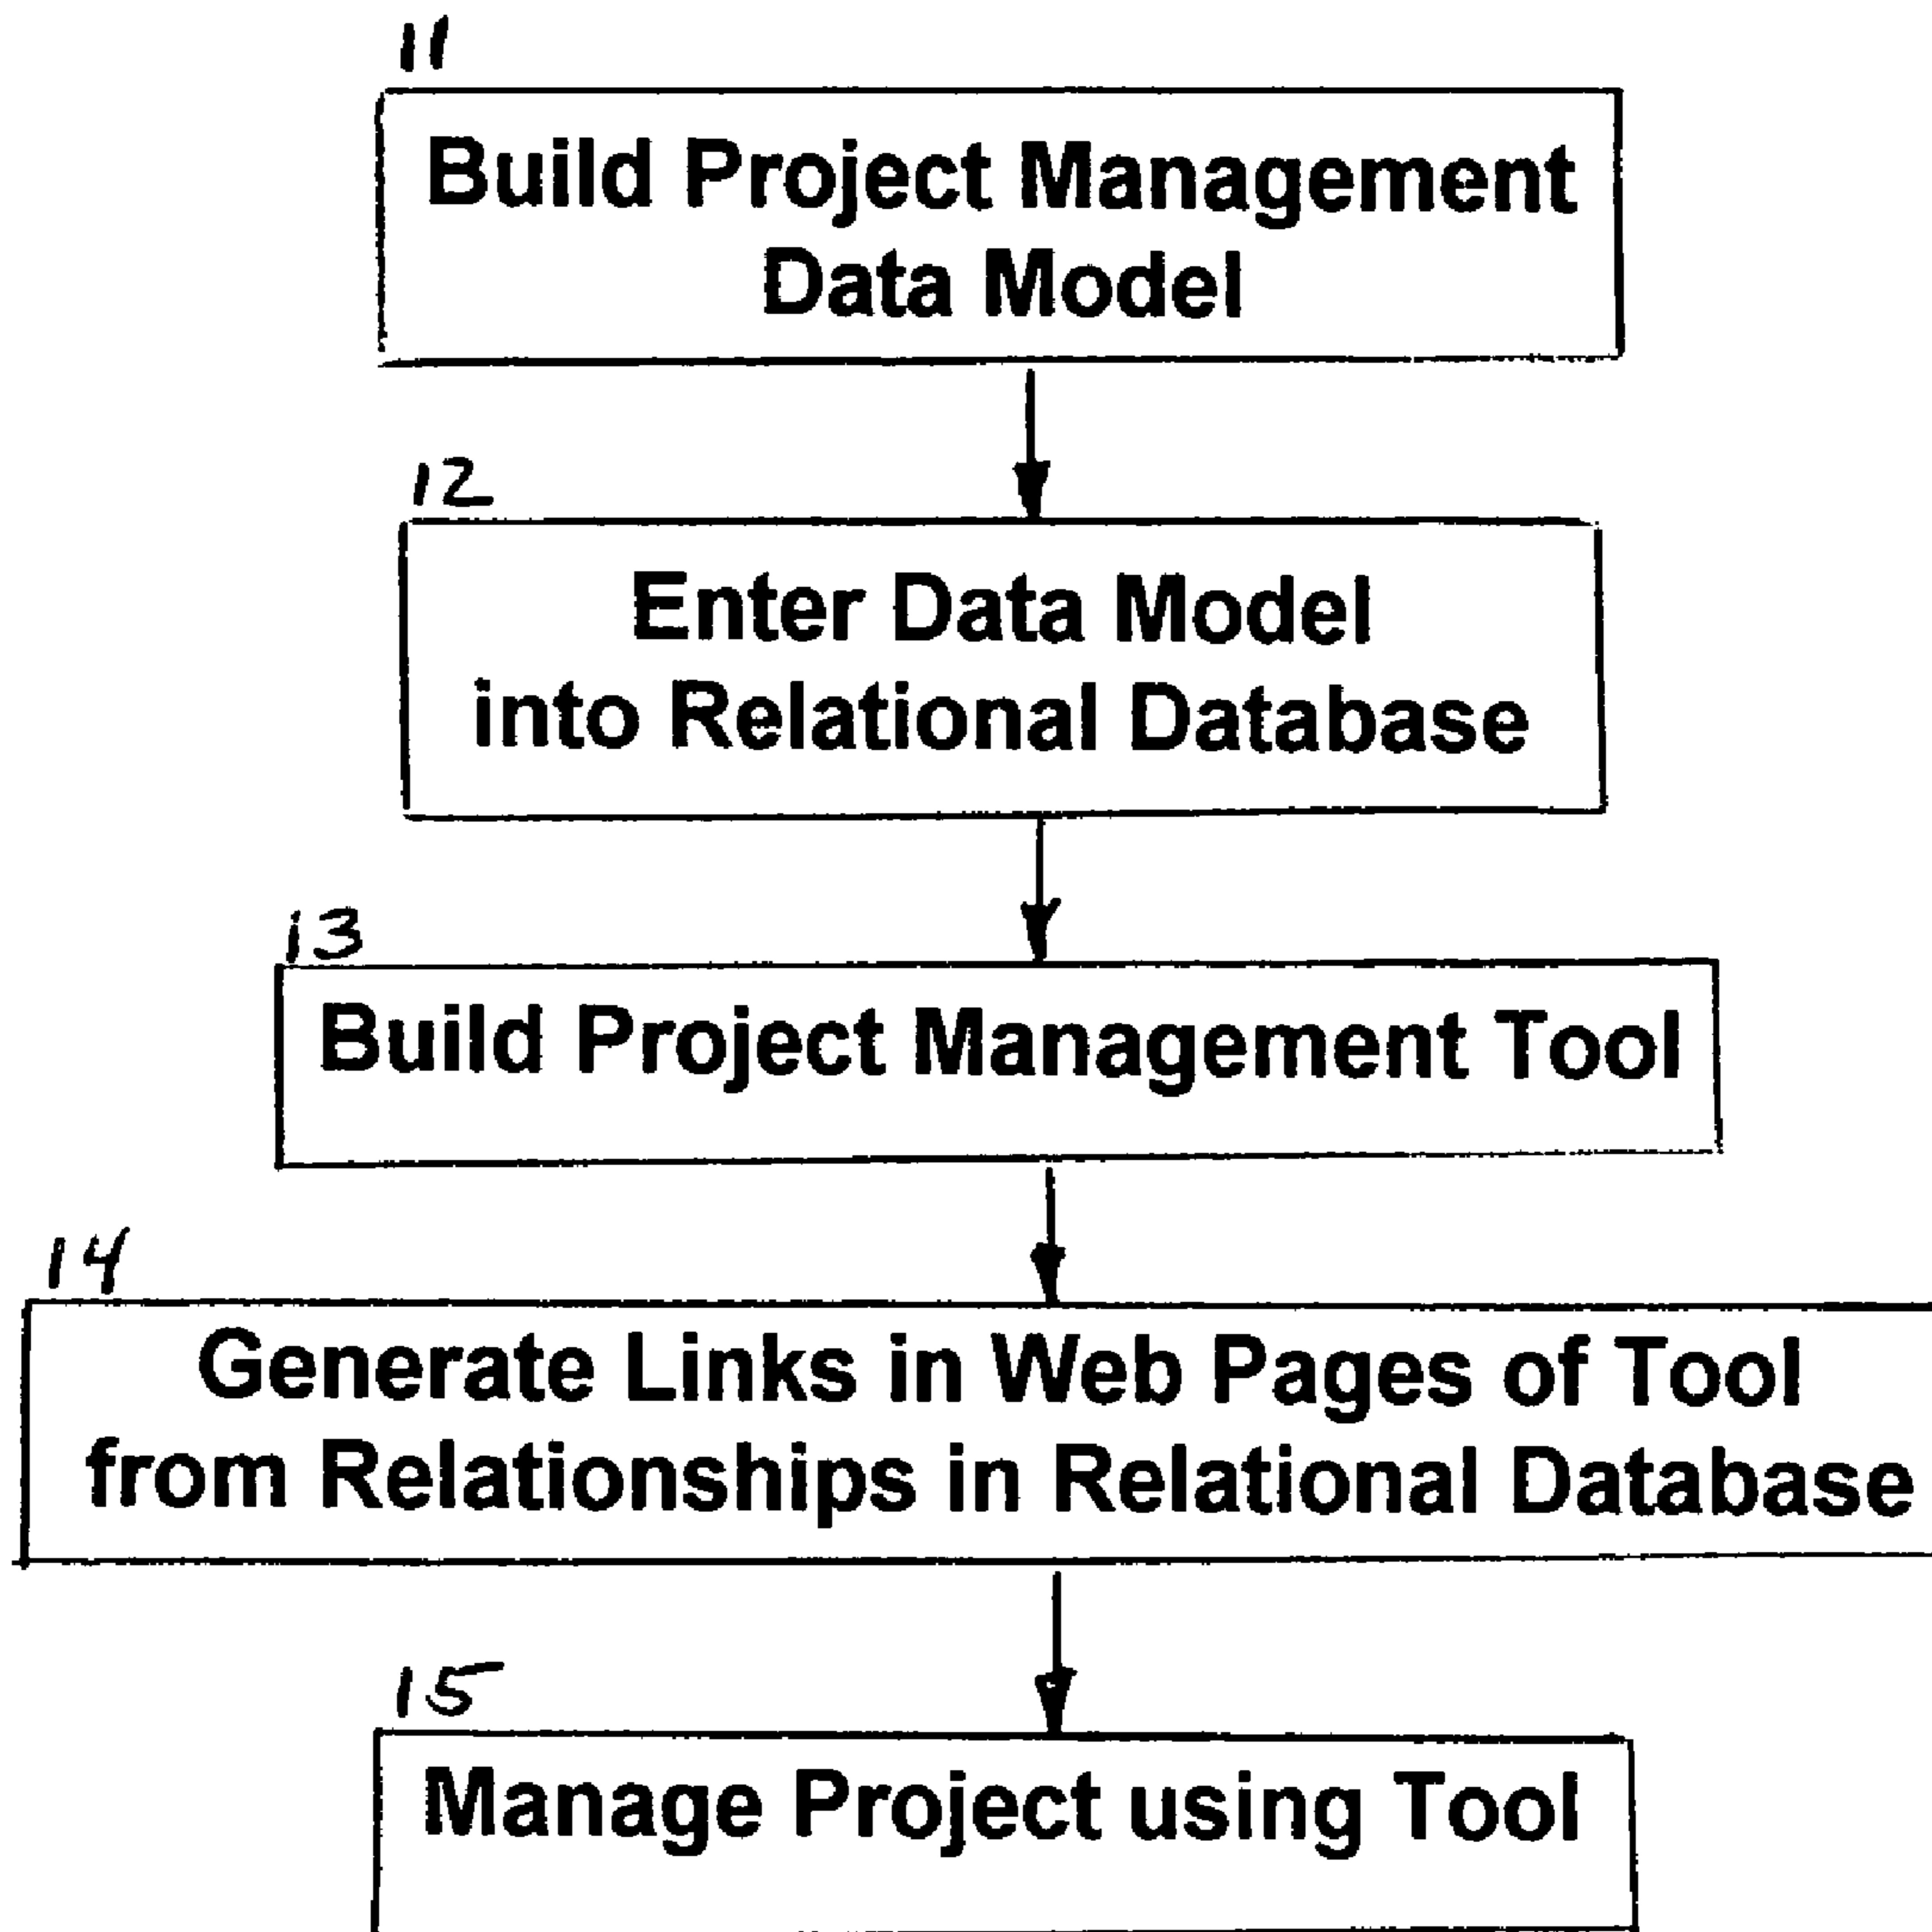 11
Build Project Management
Data Model
12
Enter Data Model
into Relational Database
13
Build Project Management Tool
14
Generate Links in Web Pages of Tool
from Relationships in Relational Database
15
Manage Project using Tool